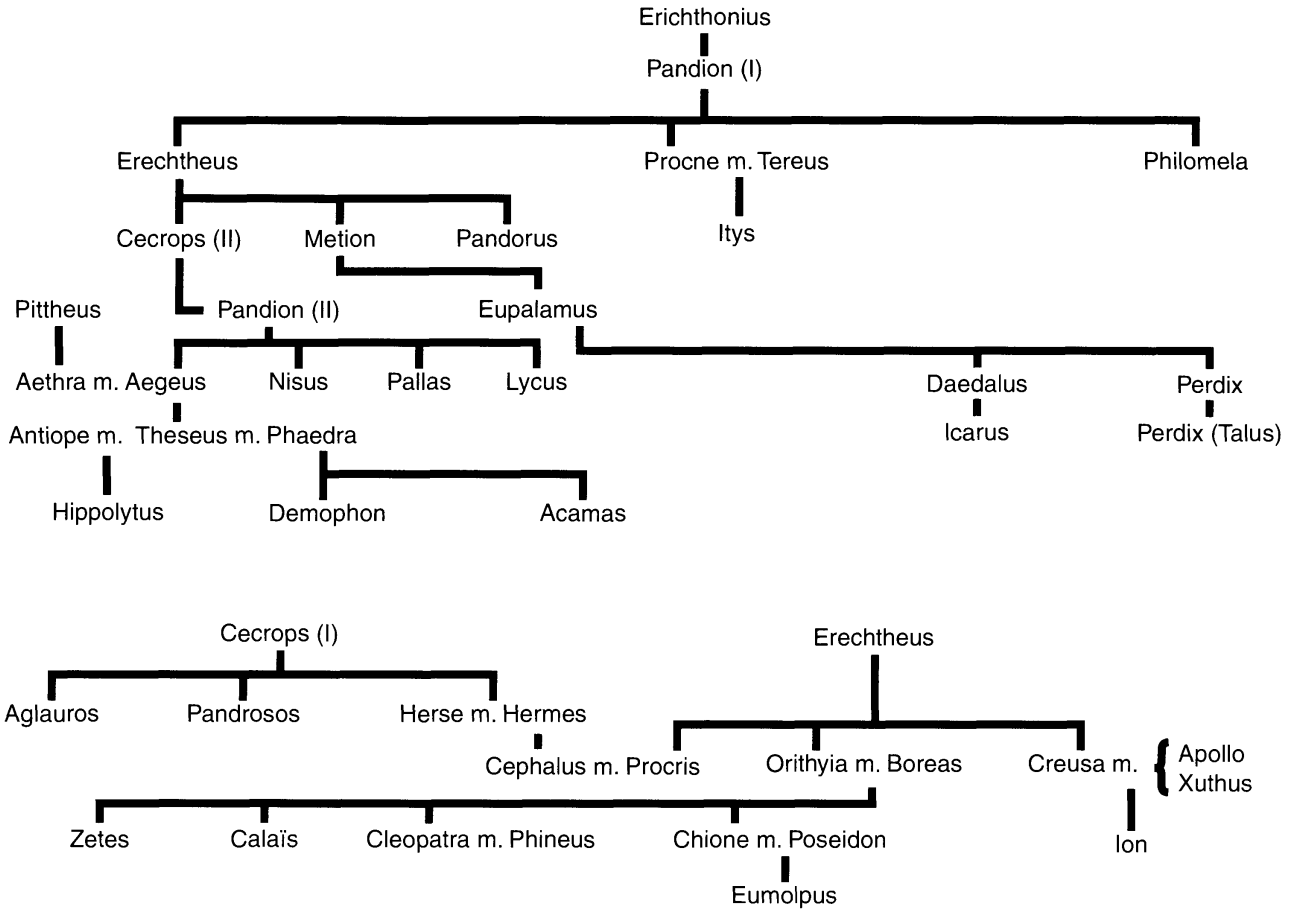 Erichthonius
Pandion (I)
Erechtheus Procne m. Tereus Philomela
Cecrops (II) Metion Pandorus Itys
Pittheus Pandion (II) Eupalamus
Aethra m. Aegeus Nisus Pallas Lycus Daedalus Perdix
Antiope m. Theseus m. Phaedra Icarus Perdix (Talus)
Hippolytus Demophon Acamas
Cecrops (I) Erechtheus
Aglauros Pandrosos Herse m. Hermes
Cephalus m. Procris Orithyia m. Boreas Creusa m. { Apollo
Xuthus
Zetes Calaïs Cleopatra m. Phineus Chione m. Poseidon Ion
Eumolpus